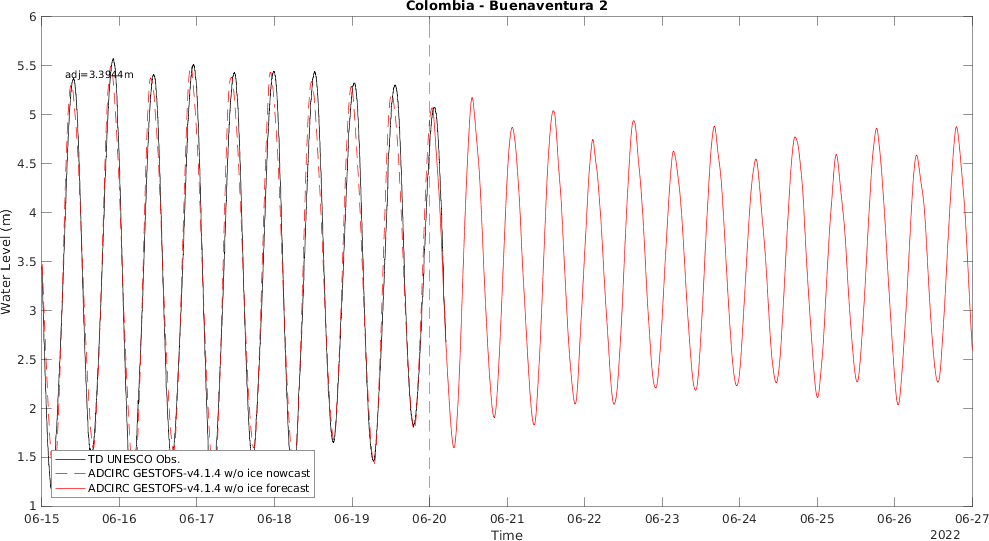 Colombia - Buenaventura 2
6
5.5
5
4.5
4
3.5
3
2.5
2
1.5
1
Water Level (m)
adj=3.3944m
TD UNESCO Obs.
ADCIRC GESTOFS-v4.1.4 w/o ice nowcast
ADCIRC GESTOFS-v4.1.4 w/o ice forecast
06-15 06-16 06-17 06-18 06-19 06-20 06-21 06-22 06-23 06-24 06-25 06-26 06-27
Time
2022